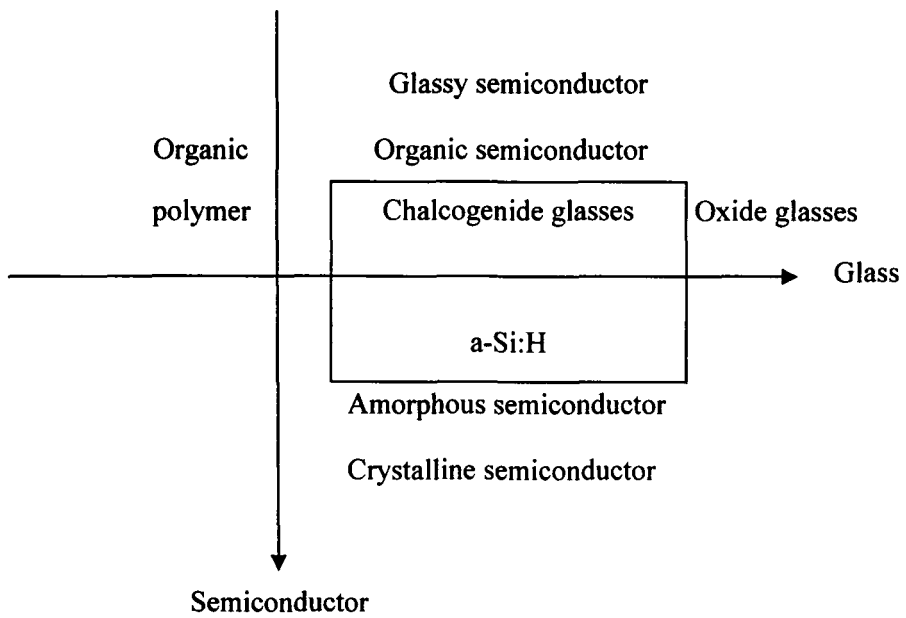 Glassy semiconductor
Organic
Organic semiconductor
polymer
Chalcogenide glasses
Oxide glasses
Glass
a-Si:H
Amorphous semiconductor
Crystalline semiconductor
Semiconductor